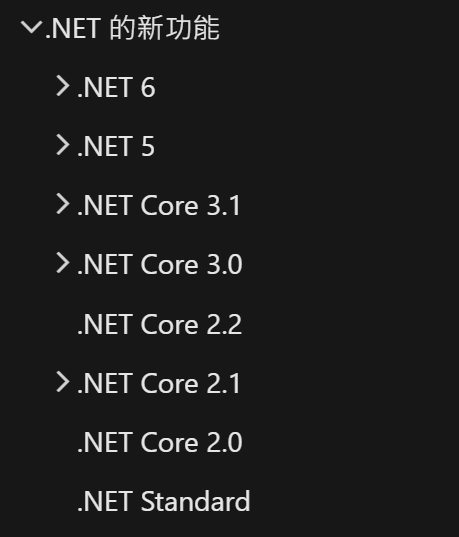 .NET 的新功能
.NET 6
.NET 5
.NET Core 3.1
.NET Core 3.0
.NET Core 2.2
.NET Core 2.1
.NET Core 2.0
.NET Standard